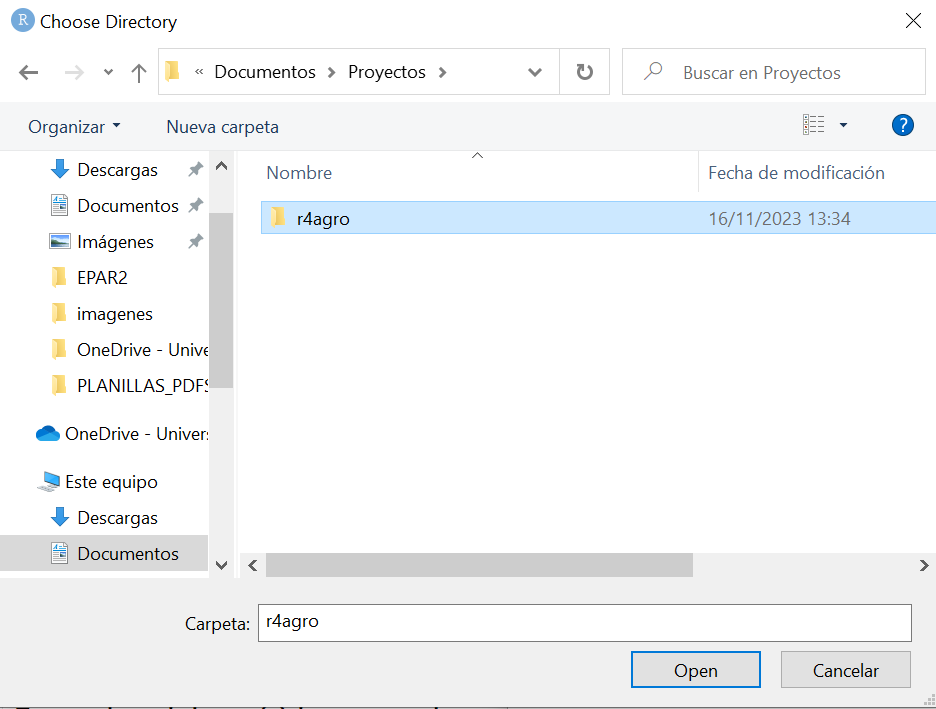 R Choose Directory
« Documentos > Proyectos >
Buscar en Proyectos
Organizar
Nueva carpeta
?
Descargas
Documentos
Imágenes
EPAR2
imagenes
OneDrive - Unive
PLANILLAS_PDFS
OneDrive - Univer
Este equipo
Descargas
Documentos
Nombre
Fecha de modificación
r4agro
16/11/2023 13:34
Carpeta: r4agro
Open
Cancelar